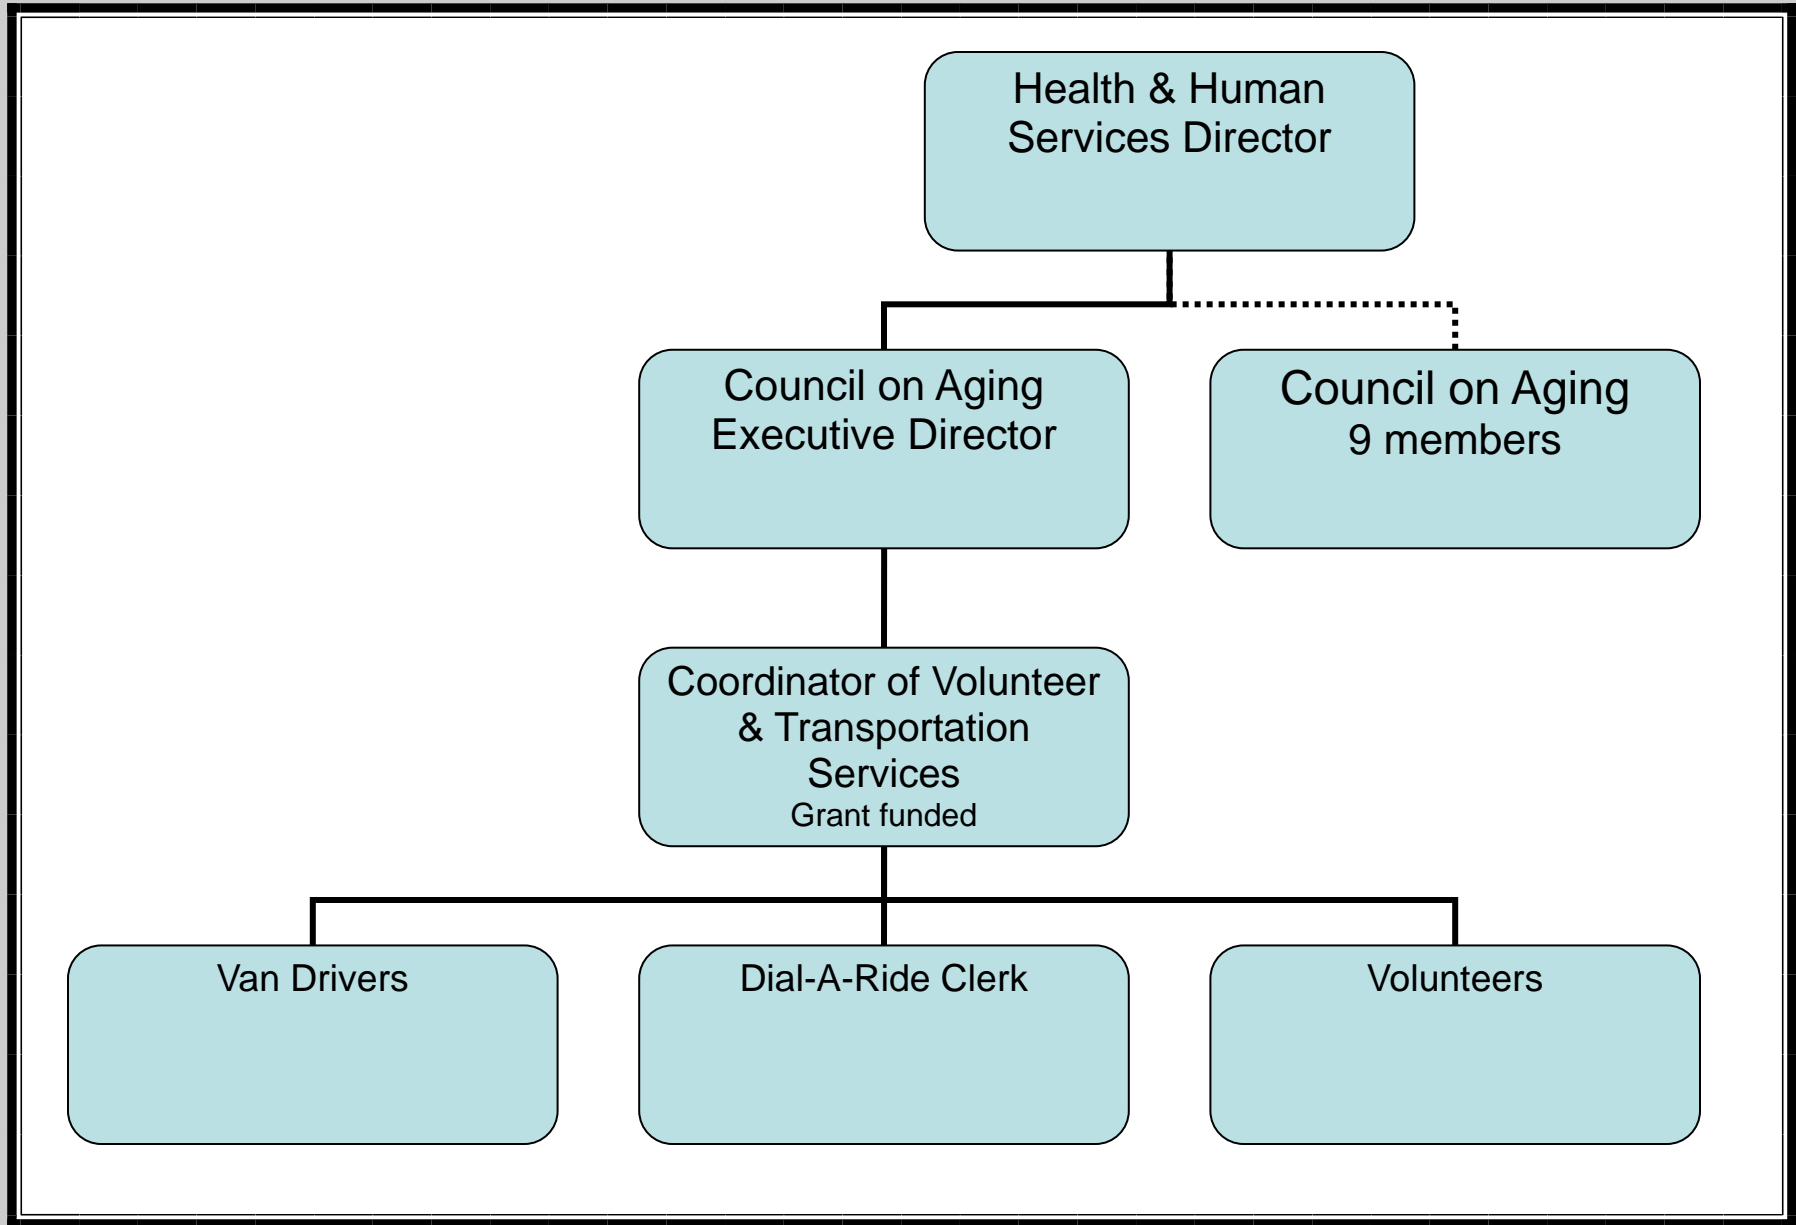 Health & Human
Services Director
Council on Aging
Executive Director
Council on Aging
9 members
Coordinator of Volunteer
& Transportation
Services
Grant funded
Van Drivers
Dial-A-Ride Clerk
Volunteers